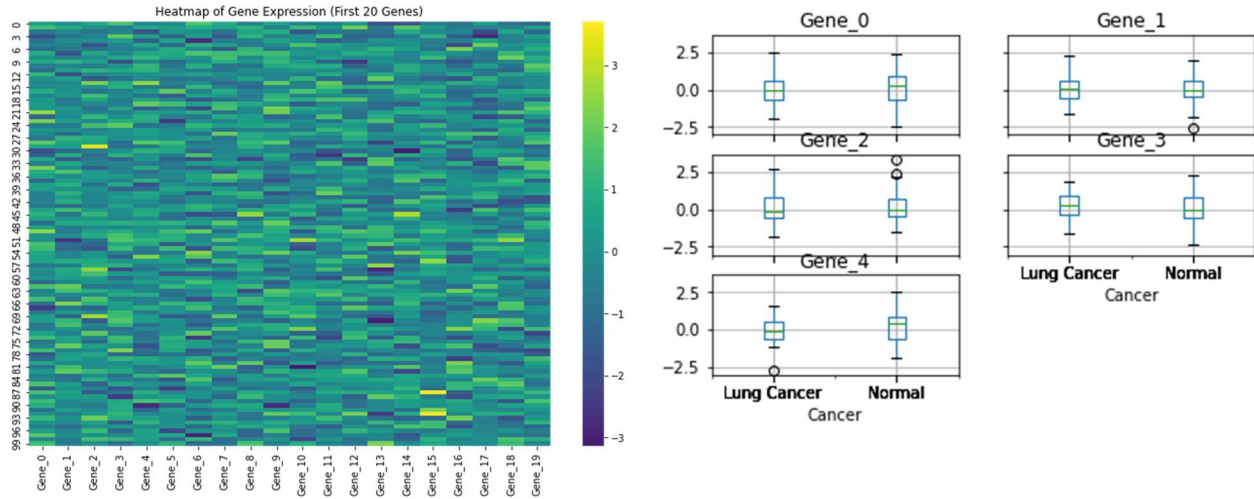 Heatmap of Gene Expression (First 20 Genes)
0
3
6
9
12
15
18
21
24
27
30
33
36
39
42
45
48
51
54
57
60
63
66
69
72
75
78
81
84
87
90
93
96
99
Gene_0
Gene_1
Gene_2
Gene_3
Gene_4
Gene_5
Gene_6
Gene_7
Gene_8
Gene_9
Gene_10
Gene_11
Gene_12
Gene_13
Gene_14
Gene_15
Gene_16
Gene_17
Gene_18
Gene_19
3
2
1
0
−1
−2
−3
Gene_0
2.5
0.0
−2.5
Gene_1
Gene_2
2.5
0.0
−2.5
Gene_3
Lung Cancer Normal
Cancer
Gene_4
2.5
0.0
−2.5
Lung Cancer Normal
Cancer